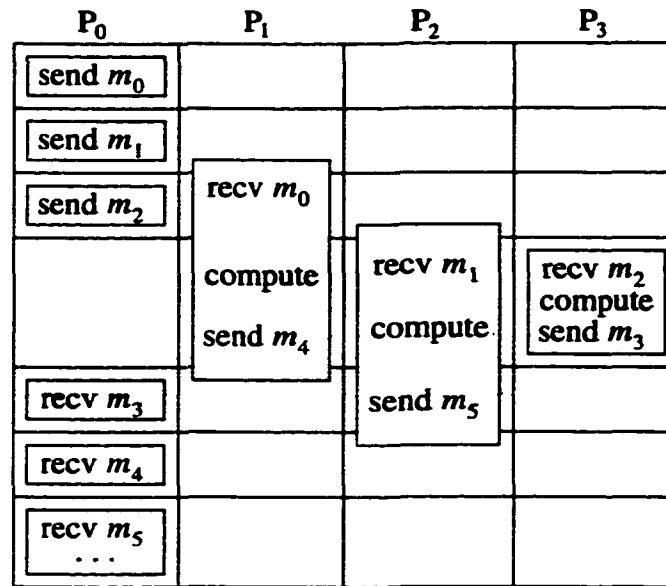 P0 P1 P2 P3
send m0
send m1
send m2
recv m0
compute
send m4
recv m1
compute
send m5
recv m2
compute
send m3
recv m3
recv m4
recv m5
...